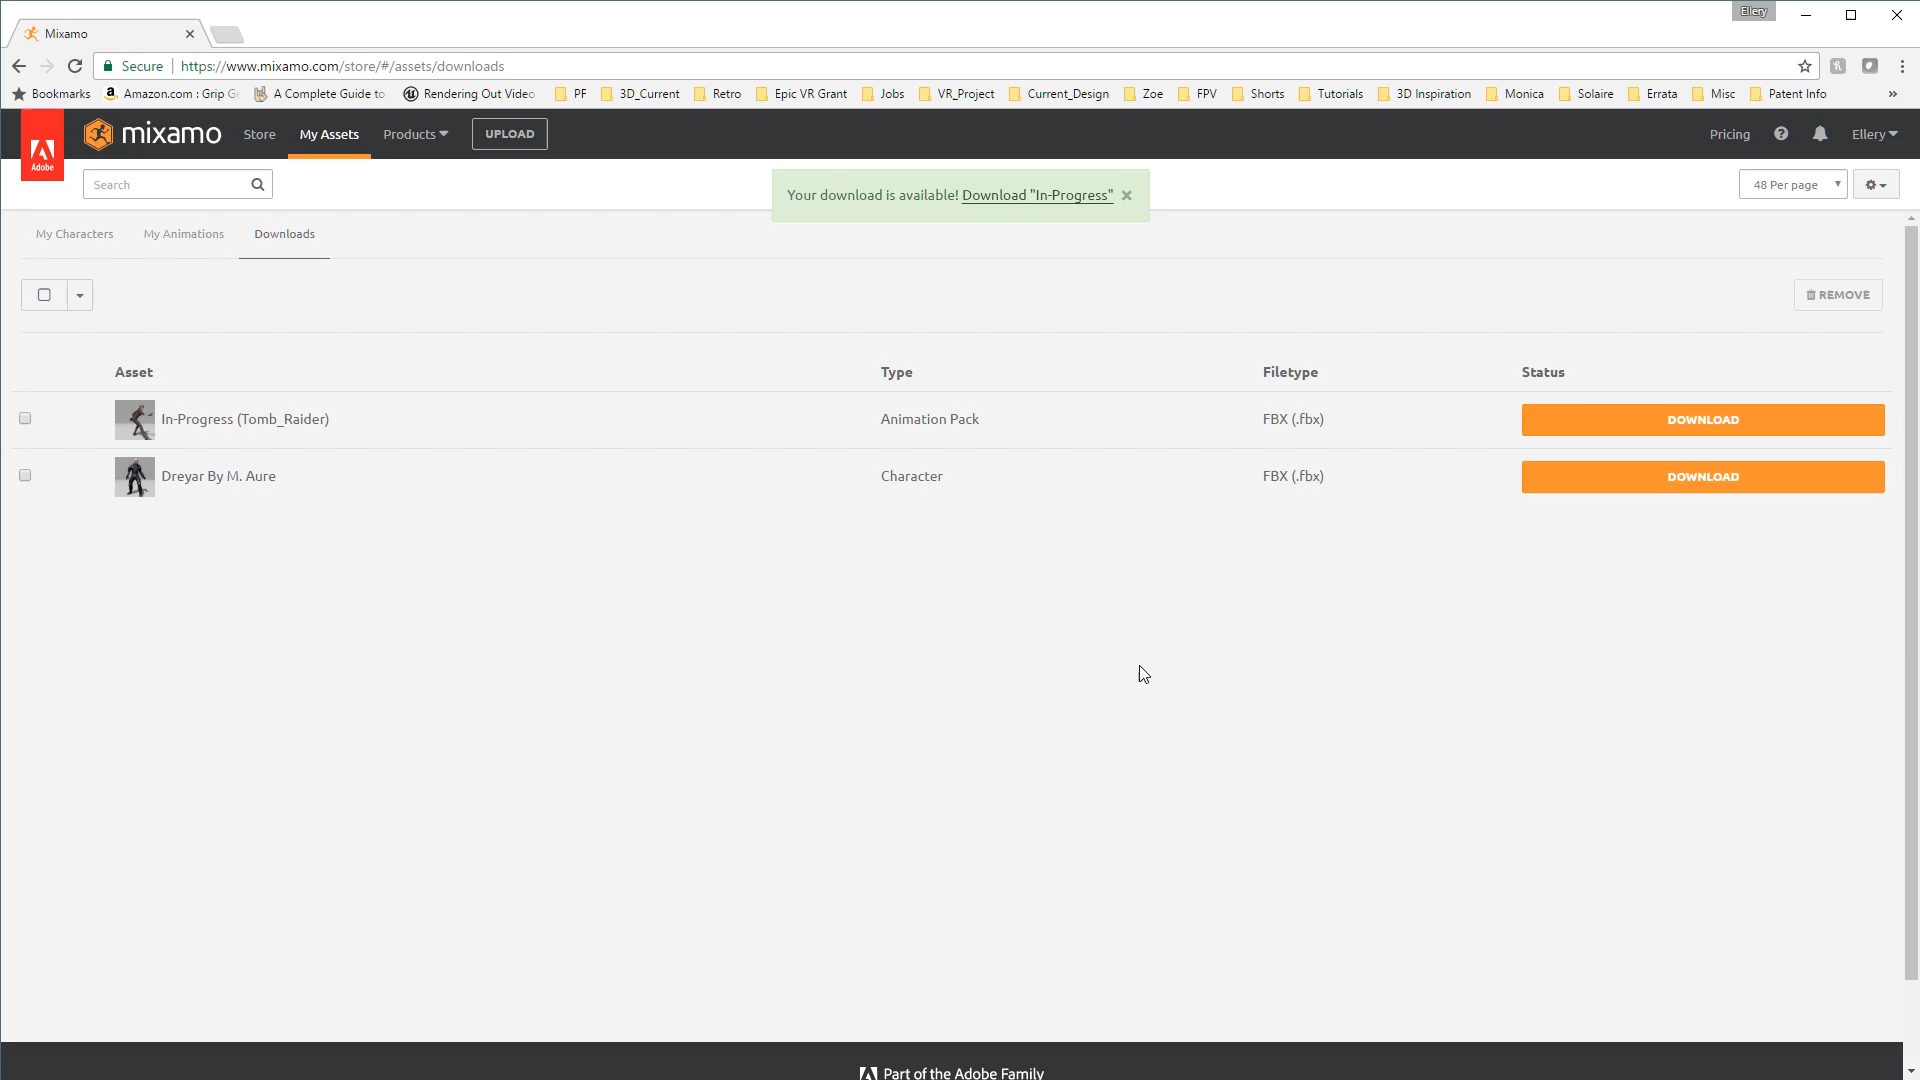 Ellery
Mixamo
Secure https://www.mixamo.com/store/#/assets/downloads
Bookmarks Amazon.com : Grip G A Complete Guide to Rendering Out Video PF 3D_Current Retro Epic VR Grant Jobs VR_Project Current_Design Zoe FPV Shorts Tutorials 3D Inspiration Monica Solaire Errata Misc Patent Info »
Adobe
mixamo Store My Assets Products UPLOAD Pricing ? Ellery
Search
Your download is available! Download "In-Progress" ×
48 Per page
My Characters My Animations Downloads
REMOVE
Asset Type Filetype Status
In-Progress (Tomb_Raider) Animation Pack FBX (.fbx) DOWNLOAD
Dreyar By M. Aure Character FBX (.fbx) DOWNLOAD
Part of the Adobe Family